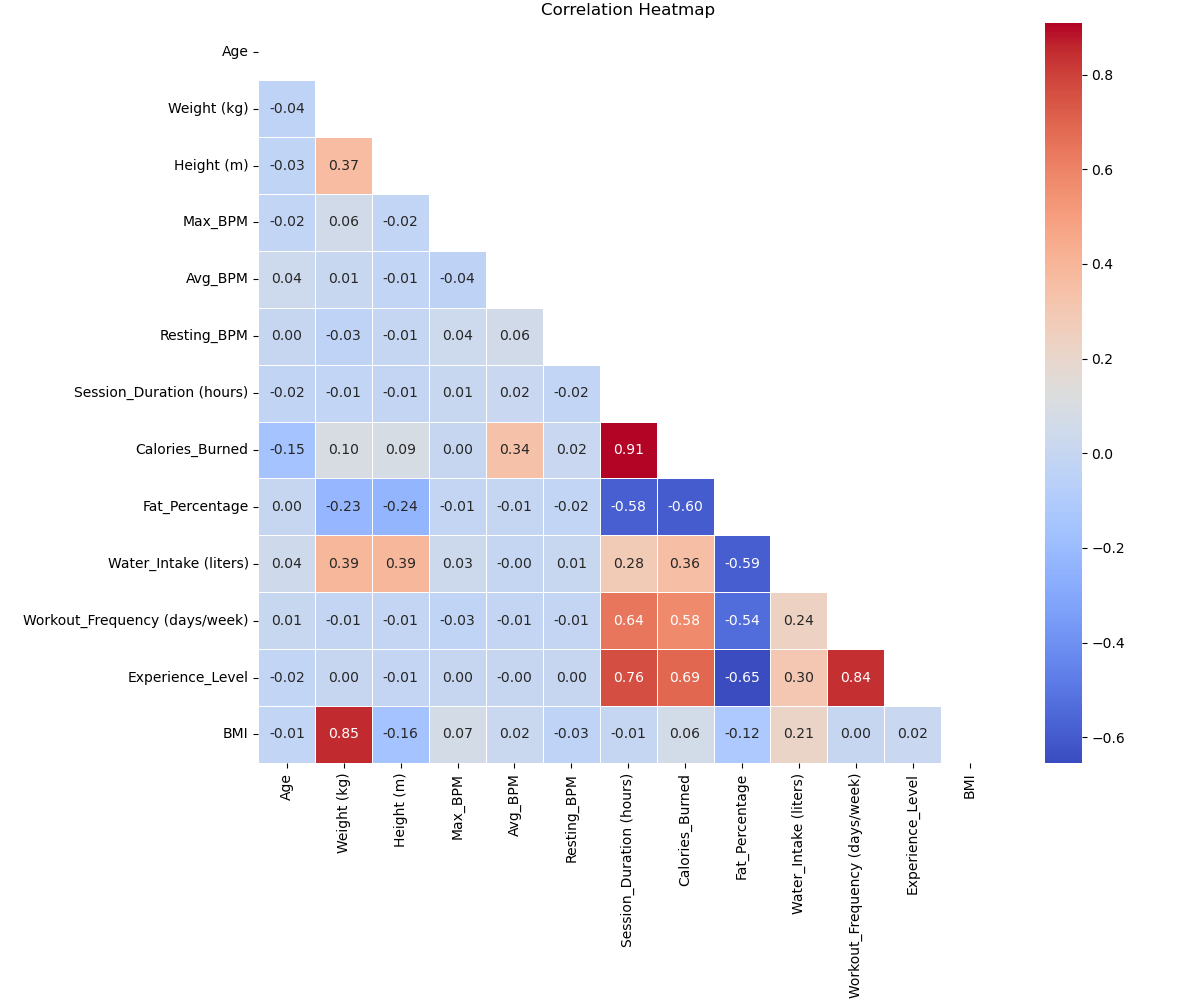 Correlation Heatmap
Age
Weight (kg) -0.04
Height (m) -0.03 0.37
Max_BPM -0.02 0.06 -0.02
Avg_BPM 0.04 0.01 -0.01 -0.04
Resting_BPM 0.00 -0.03 -0.01 0.04 0.06
Session_Duration (hours) -0.02 -0.01 -0.01 0.01 0.02 -0.02
Calories_Burned -0.15 0.10 0.09 0.00 0.34 0.02 0.91
Fat_Percentage 0.00 -0.23 -0.24 -0.01 -0.01 -0.02 -0.58 -0.60
Water_Intake (liters) 0.04 0.39 0.39 0.03 -0.00 0.01 0.28 0.36 -0.59
Workout_Frequency (days/week) 0.01 -0.01 -0.01 -0.03 -0.01 -0.01 0.64 0.58 -0.54 0.24
Experience_Level -0.02 0.00 -0.01 0.00 -0.00 0.00 0.76 0.69 -0.65 0.30 0.84
BMI -0.01 0.85 -0.16 0.07 0.02 -0.03 -0.01 0.06 -0.12 0.21 0.00 0.02
Age
Weight (kg)
Height (m)
Max_BPM
Avg_BPM
Resting_BPM
Session_Duration (hours)
Calories_Burned
Fat_Percentage
Water_Intake (liters)
Workout_Frequency (days/week)
Experience_Level
BMI
0.8
0.6
0.4
0.2
0.0
−0.2
−0.4
−0.6